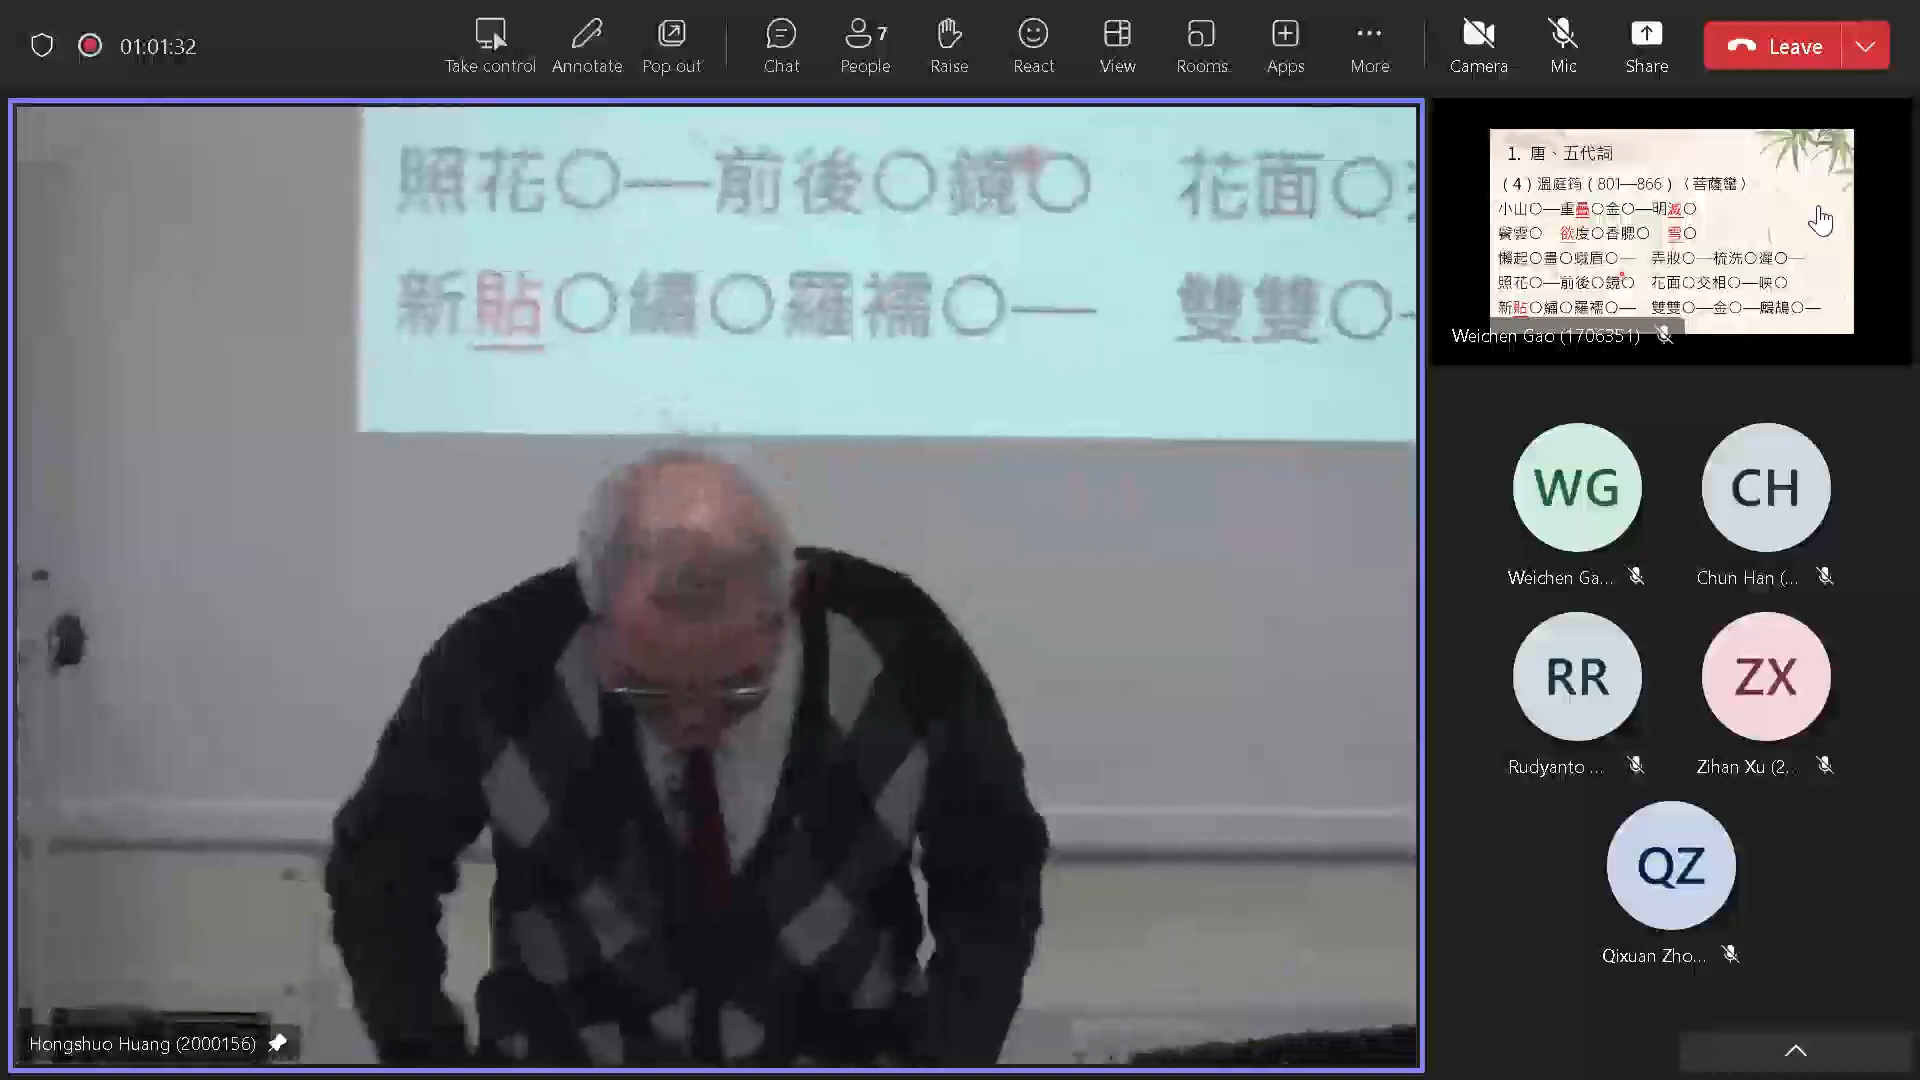 01:01:32
Take control
Annotate
Pop out
Chat
People
7
Raise
React
View
Rooms
Apps
More
Camera
Mic
Share
Leave
照花○—前後○鏡○ 花面○
新貼○繡○羅襦○— 雙雙○
Hongshuo Huang (2000156)
1. 唐、五代詞
（4）溫庭筠（801—866）〈菩薩蠻〉
小山○—重疊○金○—明滅○
鬢雲○ 欲度○香腮○ 雪○
懶起○畫○蛾眉○— 弄妝○—梳洗○遲○—
照花○—前後○鏡○ 花面○交相○—映○
新貼○繡○羅襦○— 雙雙○—金○—鷓鴣○—
Weichen Gao (1706351)
WG
Weichen Ga...
CH
Chun Han (...
RR
Rudyanto ...
ZX
Zihan Xu (2...
QZ
Qixuan Zho...